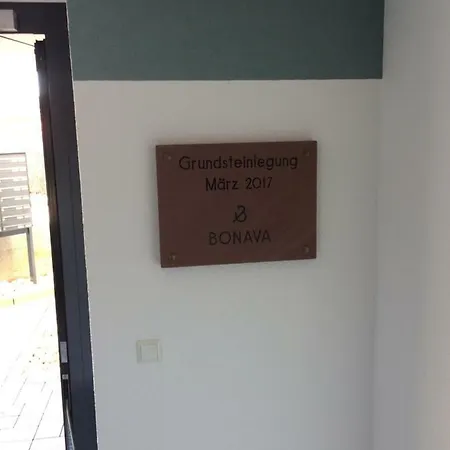 Grundsteinlegung
März 2017
BONAVA